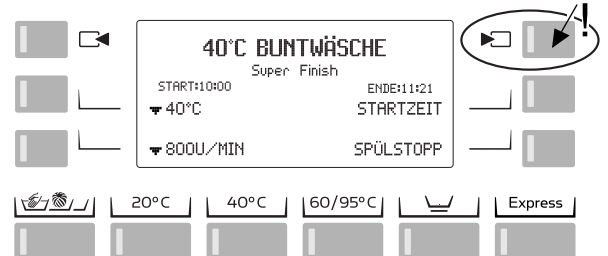 !
40°C BUNTWÄSCHE
Super Finish
START:10:00 ENDE:11:21
40°C STARTZEIT
800U/MIN SPÜLSTOPP
20°C 40°C 60/95°C Express